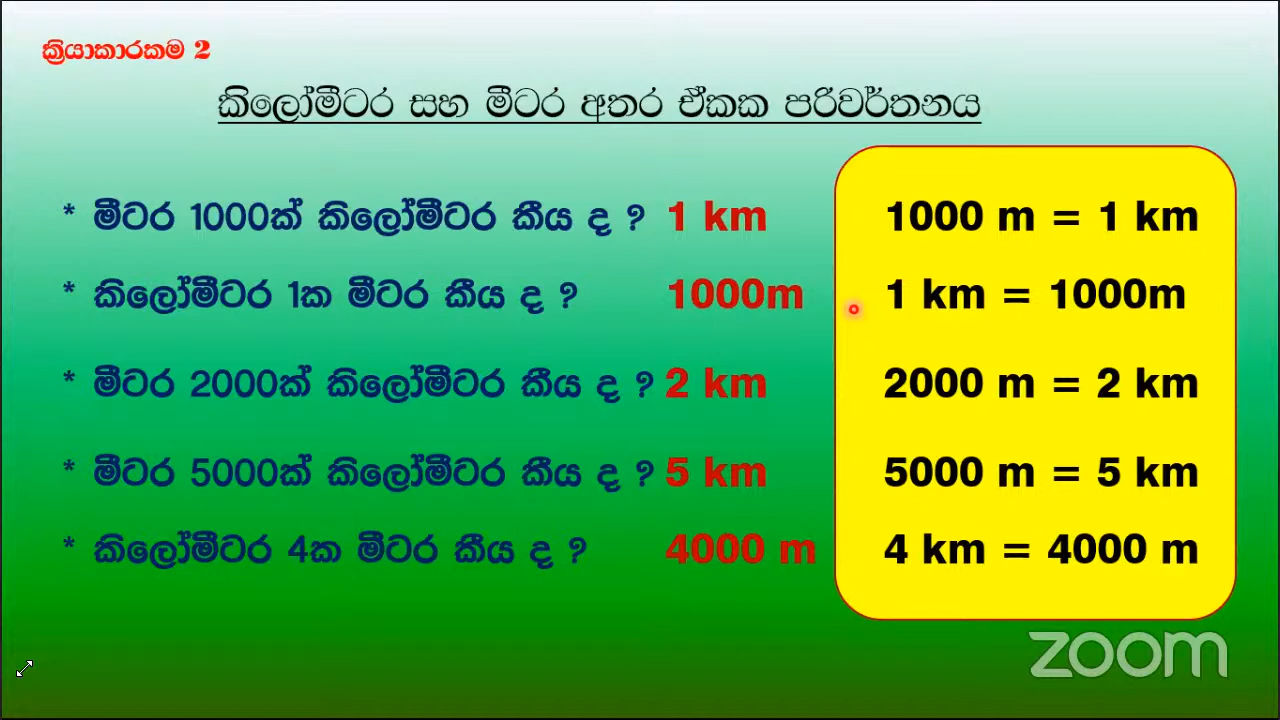 ක්‍රියාකාරකම 2
කිලෝමීටර සහ මීටර අතර ඒකක පරිවර්තනය
* මීටර 1000ක් කිලෝමීටර කීය ද ? 1 km 1000 m = 1 km
* කිලෝමීටර 1ක මීටර කීය ද ? 1000m 1 km = 1000m
* මීටර 2000ක් කිලෝමීටර කීය ද ? 2 km 2000 m = 2 km
* මීටර 5000ක් කිලෝමීටර කීය ද ? 5 km 5000 m = 5 km
* කිලෝමීටර 4ක මීටර කීය ද ? 4000 m 4 km = 4000 m
zoom